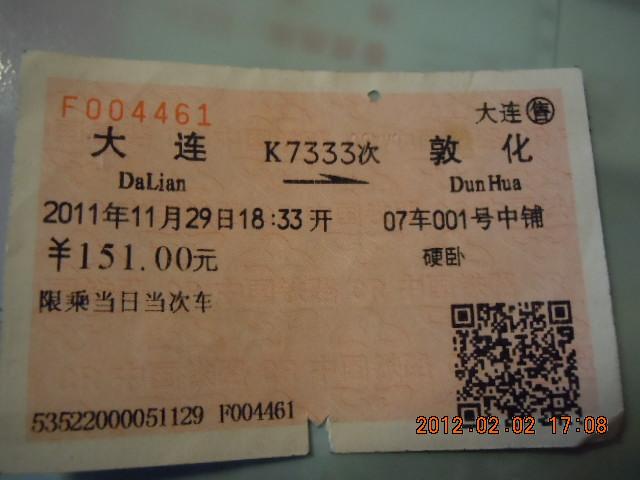 F004461
大连售
大连 K7333次 敦化
DaLian DunHua
2011年11月29日18:33开 07车001号中铺
￥151.00元 硬卧
限乘当日当次车
53522000051129 F004461
2012.02.02 17:08